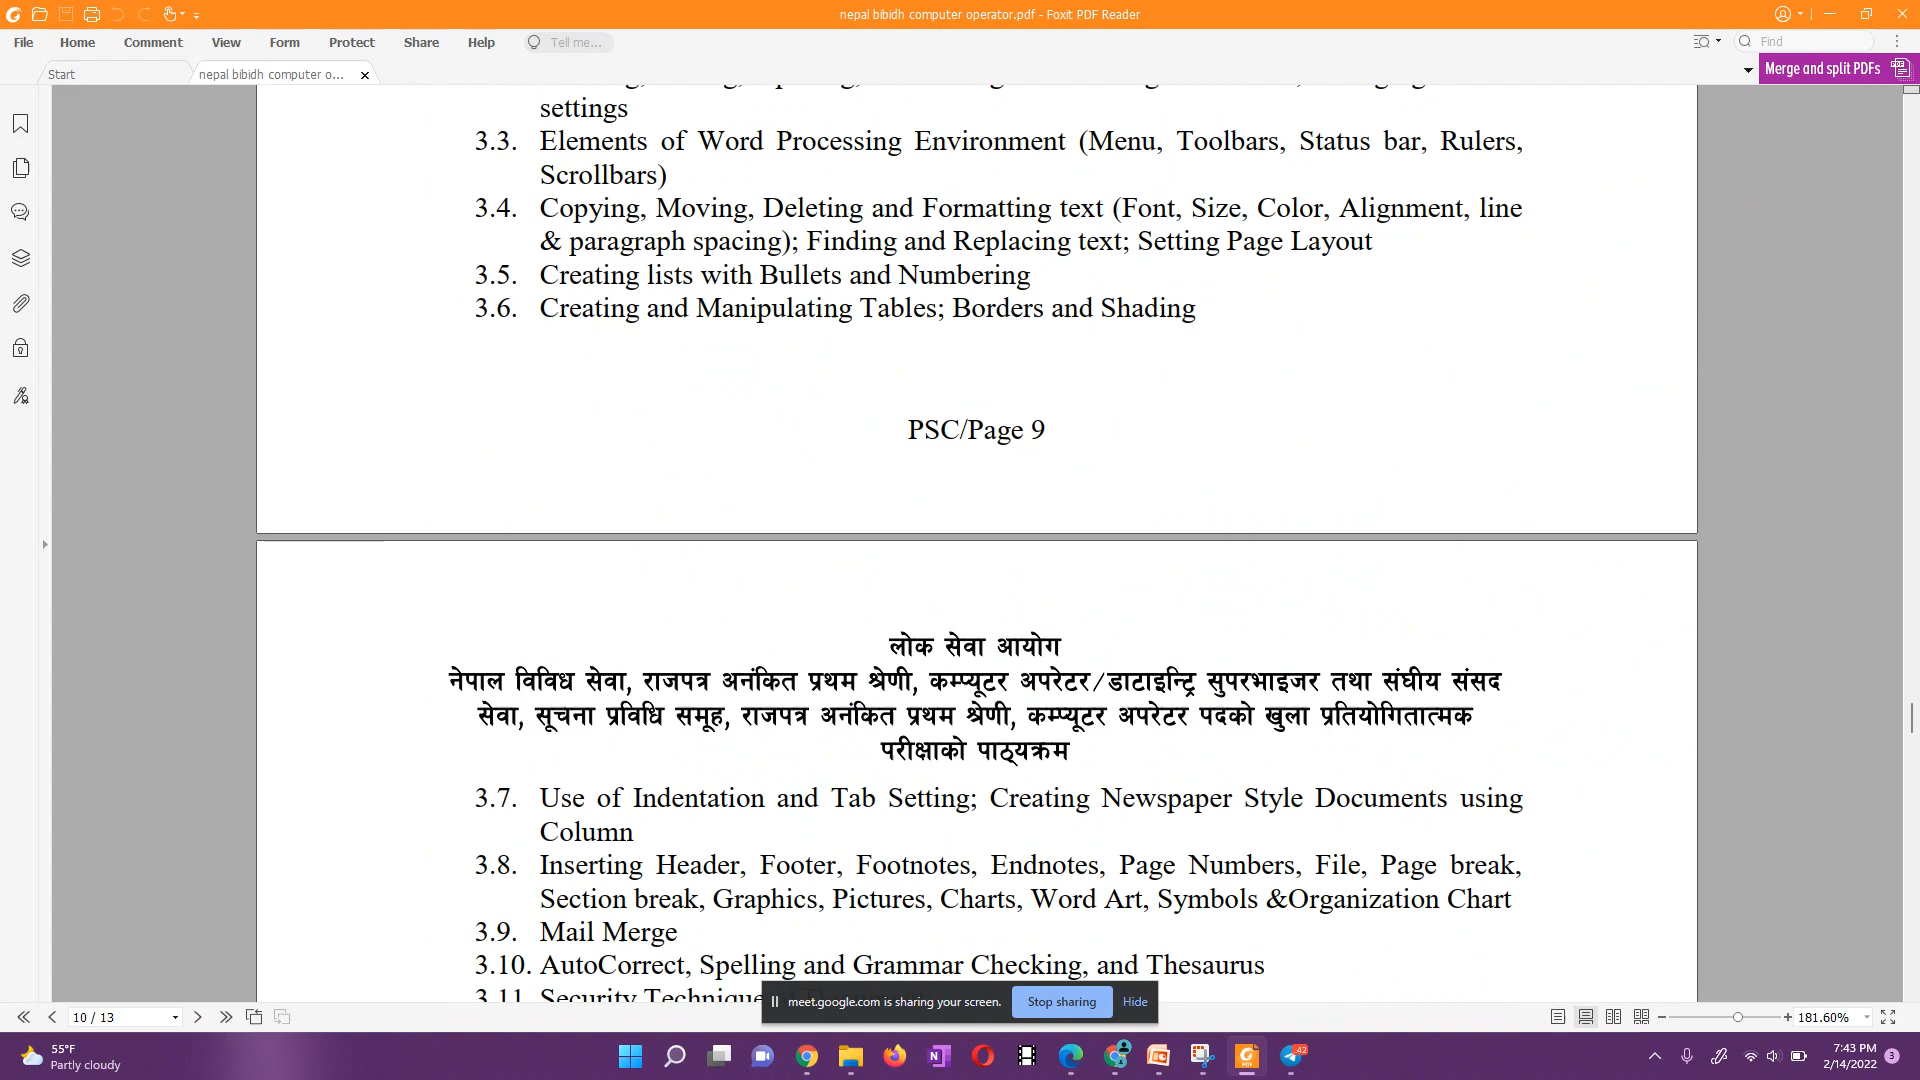 nepal bibidh computer operator.pdf - Foxit PDF Reader
File Home Comment View Form Protect Share Help Tell me... Find
Start nepal bibidh computer o... Merge and split PDFs
settings
3.3. Elements of Word Processing Environment (Menu, Toolbars, Status bar, Rulers,
Scrollbars)
3.4. Copying, Moving, Deleting and Formatting text (Font, Size, Color, Alignment, line
& paragraph spacing); Finding and Replacing text; Setting Page Layout
3.5. Creating lists with Bullets and Numbering
3.6. Creating and Manipulating Tables; Borders and Shading
PSC/Page 9
लोक सेवा आयोग
नेपाल विविध सेवा, राजपत्र अनंकित प्रथम श्रेणी, कम्प्यूटर अपरेटर/डाटाइन्ट्रि सुपरभाइजर तथा संघीय संसद
सेवा, सूचना प्रविधि समूह, राजपत्र अनंकित प्रथम श्रेणी, कम्प्यूटर अपरेटर पदको खुला प्रतियोगितात्मक
परीक्षाको पाठ्यक्रम
3.7. Use of Indentation and Tab Setting; Creating Newspaper Style Documents using
Column
3.8. Inserting Header, Footer, Footnotes, Endnotes, Page Numbers, File, Page break,
Section break, Graphics, Pictures, Charts, Word Art, Symbols &Organization Chart
3.9. Mail Merge
3.10. AutoCorrect, Spelling and Grammar Checking, and Thesaurus
3.11. Security Technique
meet.google.com is sharing your screen. Stop sharing Hide
10 / 13 181.60%
55°F
Partly cloudy
42
7:43 PM
2/14/2022 3